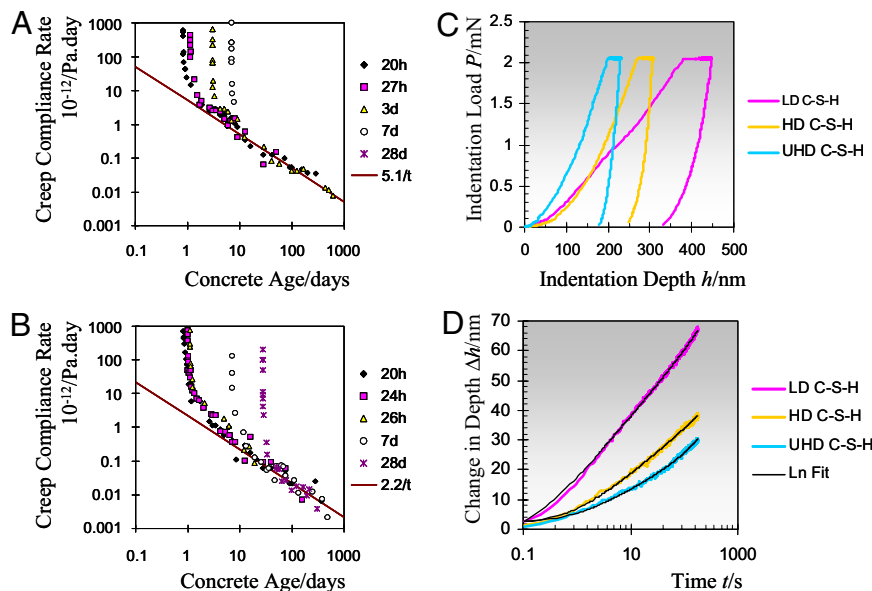 A
Creep Compliance Rate
10-12/Pa.day
1000
100
10
1
0.1
0.01
0.001
0.1
1
10
100
1000
Concrete Age/days
20h
27h
3d
7d
28d
5.1/t
B
Creep Compliance Rate
10-12/Pa.day
1000
100
10
1
0.1
0.01
0.001
0.1
1
10
100
1000
Concrete Age/days
20h
24h
26h
7d
28d
2.2/t
C
Indentation Load P/mN
2.5
2
1.5
1
0.5
0
0
100
200
300
400
500
Indentation Depth h/nm
LD C-S-H
HD C-S-H
UHD C-S-H
D
Change in Depth Δh/nm
70
60
50
40
30
20
10
0
0.1
10
1000
Time t/s
LD C-S-H
HD C-S-H
UHD C-S-H
Ln Fit